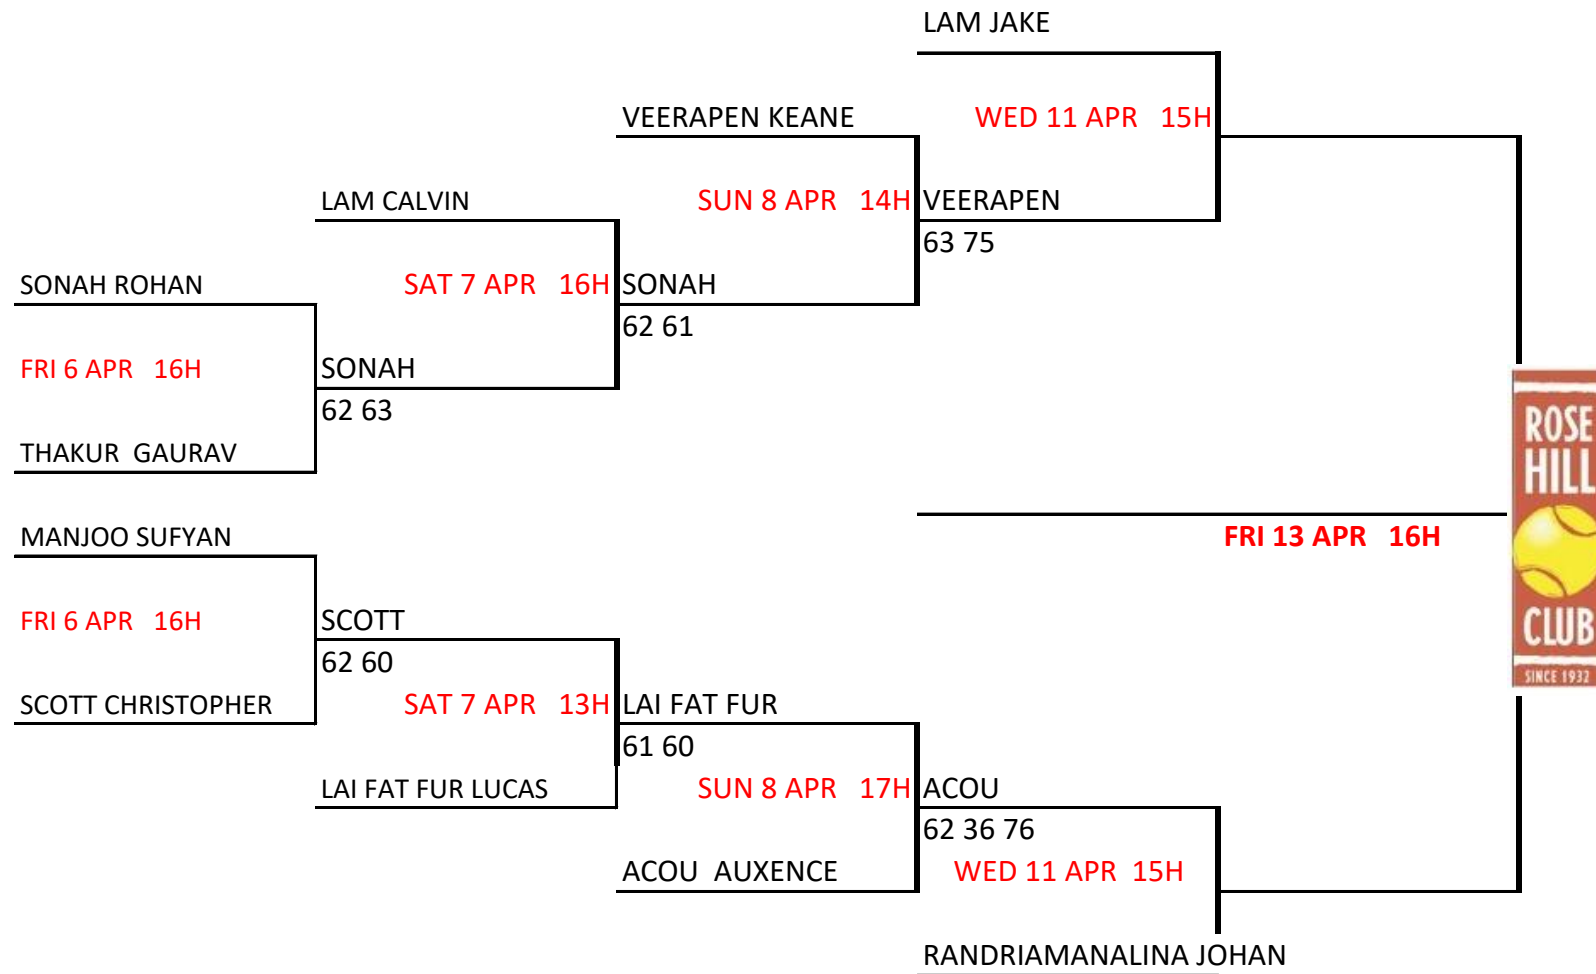 LAM JAKE
VEERAPEN KEANE
WED 11 APR 15H
LAM CALVIN
SUN 8 APR 14H
VEERAPEN
63 75
SONAH ROHAN
SAT 7 APR 16H
SONAH
62 61
FRI 6 APR 16H
SONAH
62 63
THAKUR GAURAV
MANJOO SUFYAN
FRI 13 APR 16H
FRI 6 APR 16H
SCOTT
62 60
SCOTT CHRISTOPHER
SAT 7 APR 13H
LAI FAT FUR
61 60
LAI FAT FUR LUCAS
SUN 8 APR 17H
ACOU
62 36 76
ACOU AUXENCE
WED 11 APR 15H
RANDRIAMANALINA JOHAN
ROSE
HILL
CLUB
SINCE 1932